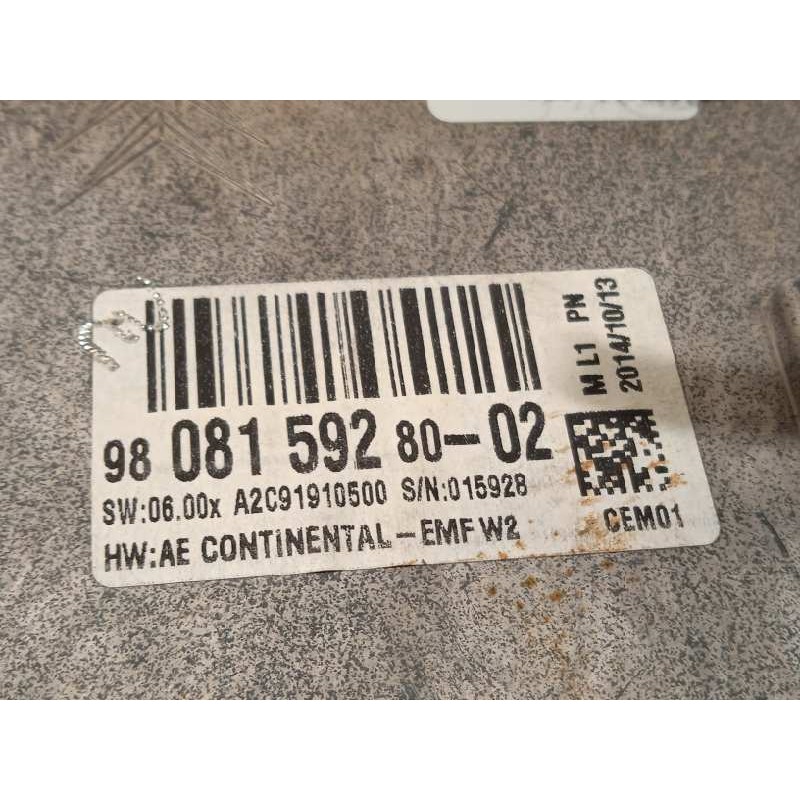 98 081 592 80-02
SW:06.00x A2C91910500 S/N:015928
HW:AE CONTINENTAL-EMF W2
M L1 PN
2014/10/13
CEM01